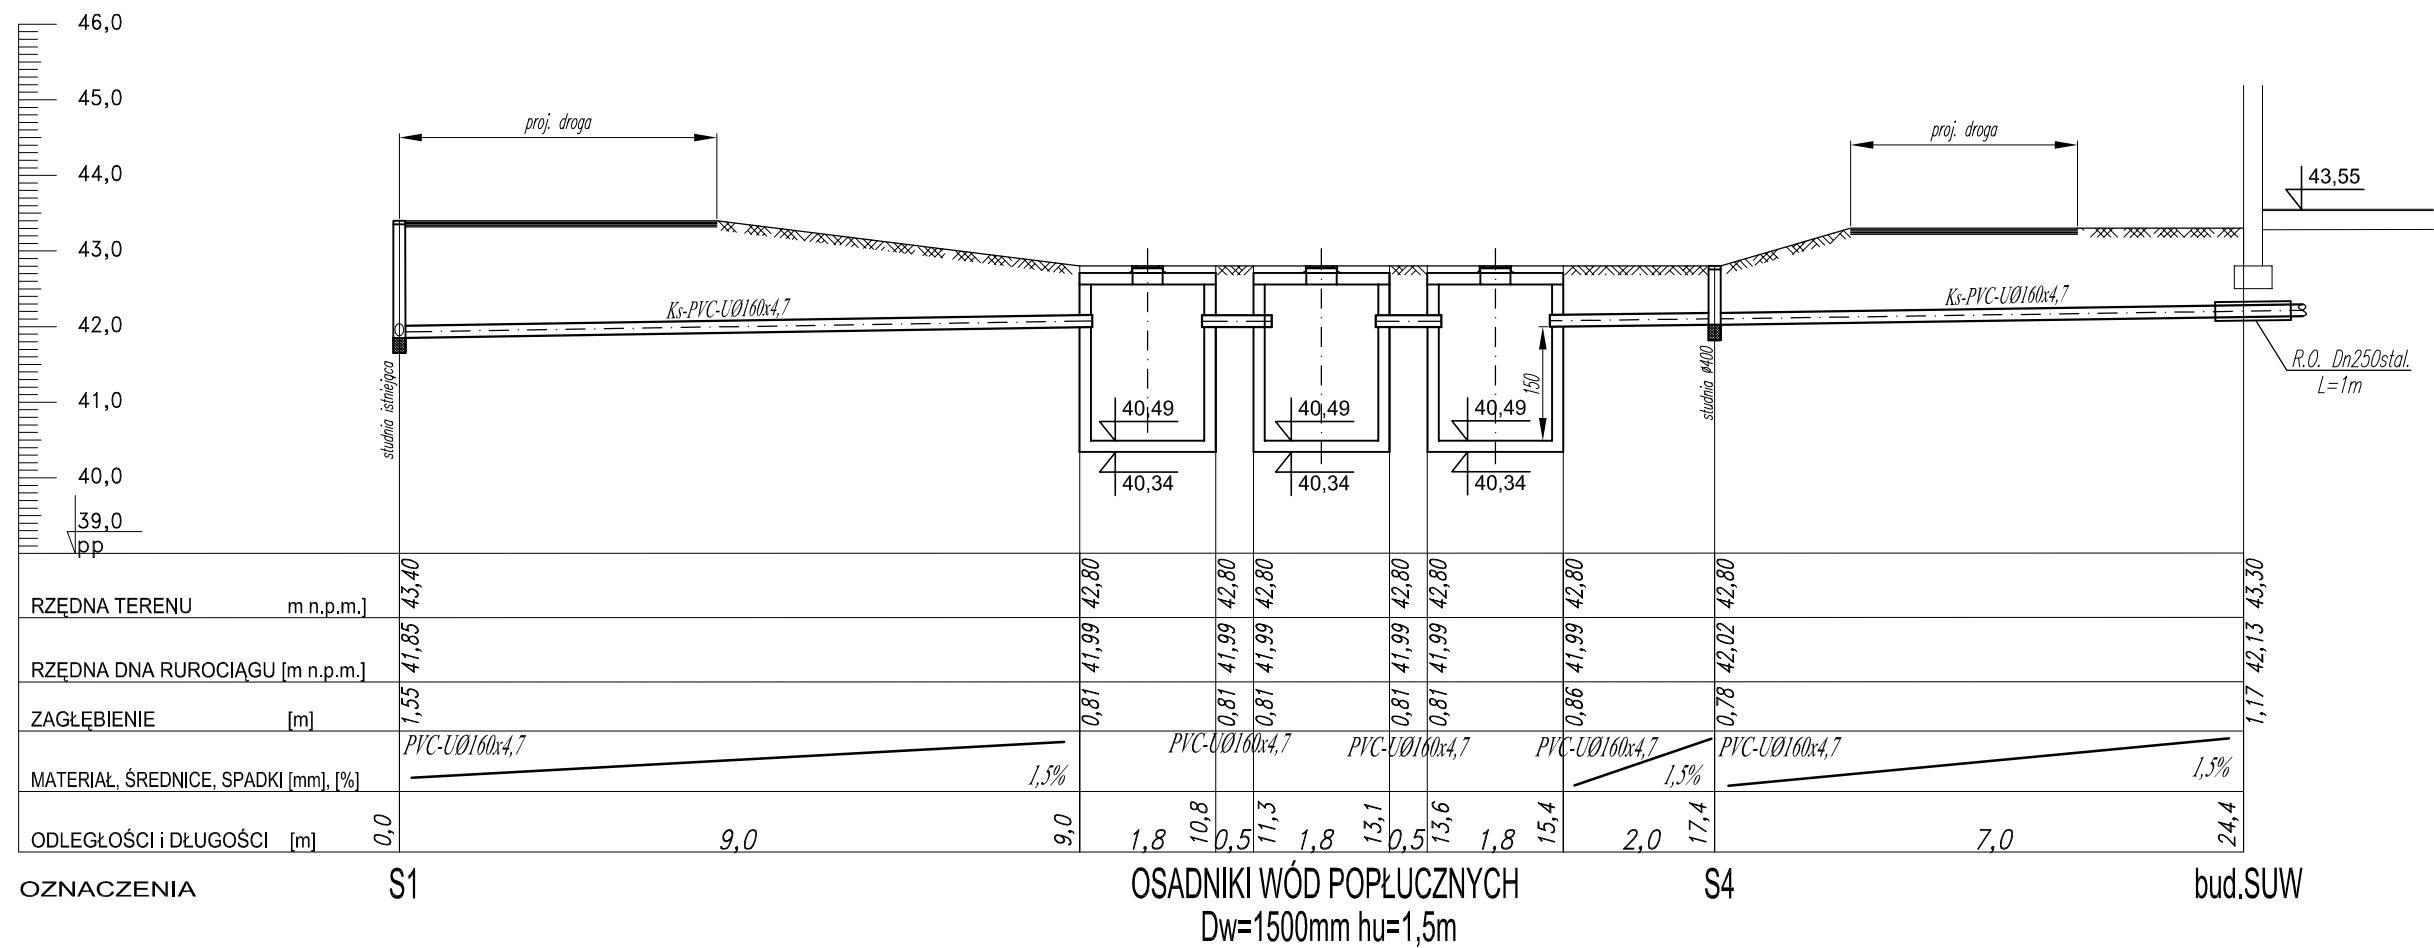 46,0
45,0
44,0
43,0
42,0
41,0
40,0
39,0
pp
proj. droga
proj. droga
43,55
Ks-PVC-UØ160x4,7
Ks-PVC-UØ160x4,7
R.O. Dn250stal.
L=1m
studnia istniejąca
studnia ø400
150
40,49
40,49
40,49
40,34
40,34
40,34
RZĘDNA TERENU m n.p.m.] 43,40 42,80 42,80 42,80 42,80 42,80 42,80 42,80 43,30
RZĘDNA DNA RUROCIĄGU [m n.p.m.] 41,85 41,99 41,99 41,99 41,99 41,99 41,99 42,02 42,13
ZAGŁĘBIENIE [m] 1,55 0,81 0,81 0,81 0,81 0,81 0,86 0,78 1,17
PVC-UØ160x4,7 PVC-UØ160x4,7 PVC-UØ160x4,7 PVC-UØ160x4,7 PVC-UØ160x4,7
MATERIAŁ, ŚREDNICE, SPADKI [mm], [%] 1,5% 1,5% 1,5%
0,0 9,0 10,8 11,3 13,1 13,6 15,4 17,4 24,4
ODLEGŁOŚCI i DŁUGOŚCI [m] 9,0 1,8 0,5 1,8 0,5 1,8 2,0 7,0
OZNACZENIA S1 OSADNIKI WÓD POPŁUCZNYCH S4 bud.SUW
Dw=1500mm hu=1,5m